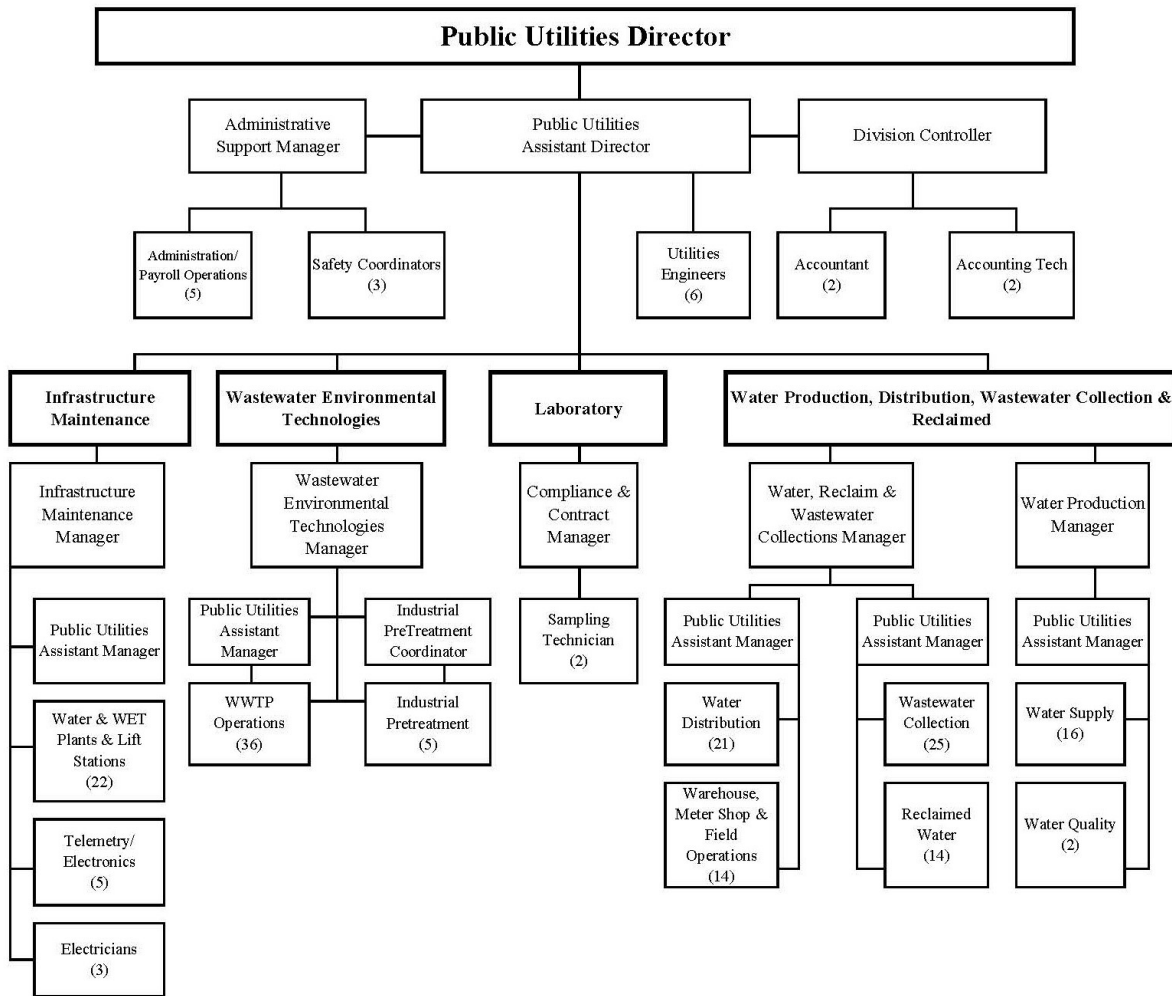 Public Utilities Director
Administrative
Support Manager
Public Utilities
Assistant Director
Division Controller
Administration/
Payroll Operations
(5)
Safety Coordinators
(3)
Utilities
Engineers
(6)
Accountant
(2)
Accounting Tech
(2)
Infrastructure
Maintenance
Wastewater Environmental
Technologies
Laboratory
Water Production, Distribution, Wastewater Collection &
Reclaimed
Infrastructure
Maintenance
Manager
Wastewater
Environmental
Technologies
Manager
Compliance &
Contract
Manager
Water, Reclaim &
Wastewater
Collections Manager
Water Production
Manager
Public Utilities
Assistant Manager
Public Utilities
Assistant
Manager
Industrial
PreTreatment
Coordinator
Sampling
Technician
(2)
Public Utilities
Assistant Manager
Public Utilities
Assistant Manager
Public Utilities
Assistant Manager
Water & WET
Plants & Lift
Stations
(22)
WWTP
Operations
(36)
Industrial
Pretreatment
(5)
Water
Distribution
(21)
Wastewater
Collection
(25)
Water Supply
(16)
Telemetry/
Electronics
(5)
Warehouse,
Meter Shop &
Field
Operations
(14)
Reclaimed
Water
(14)
Water Quality
(2)
Electricians
(3)